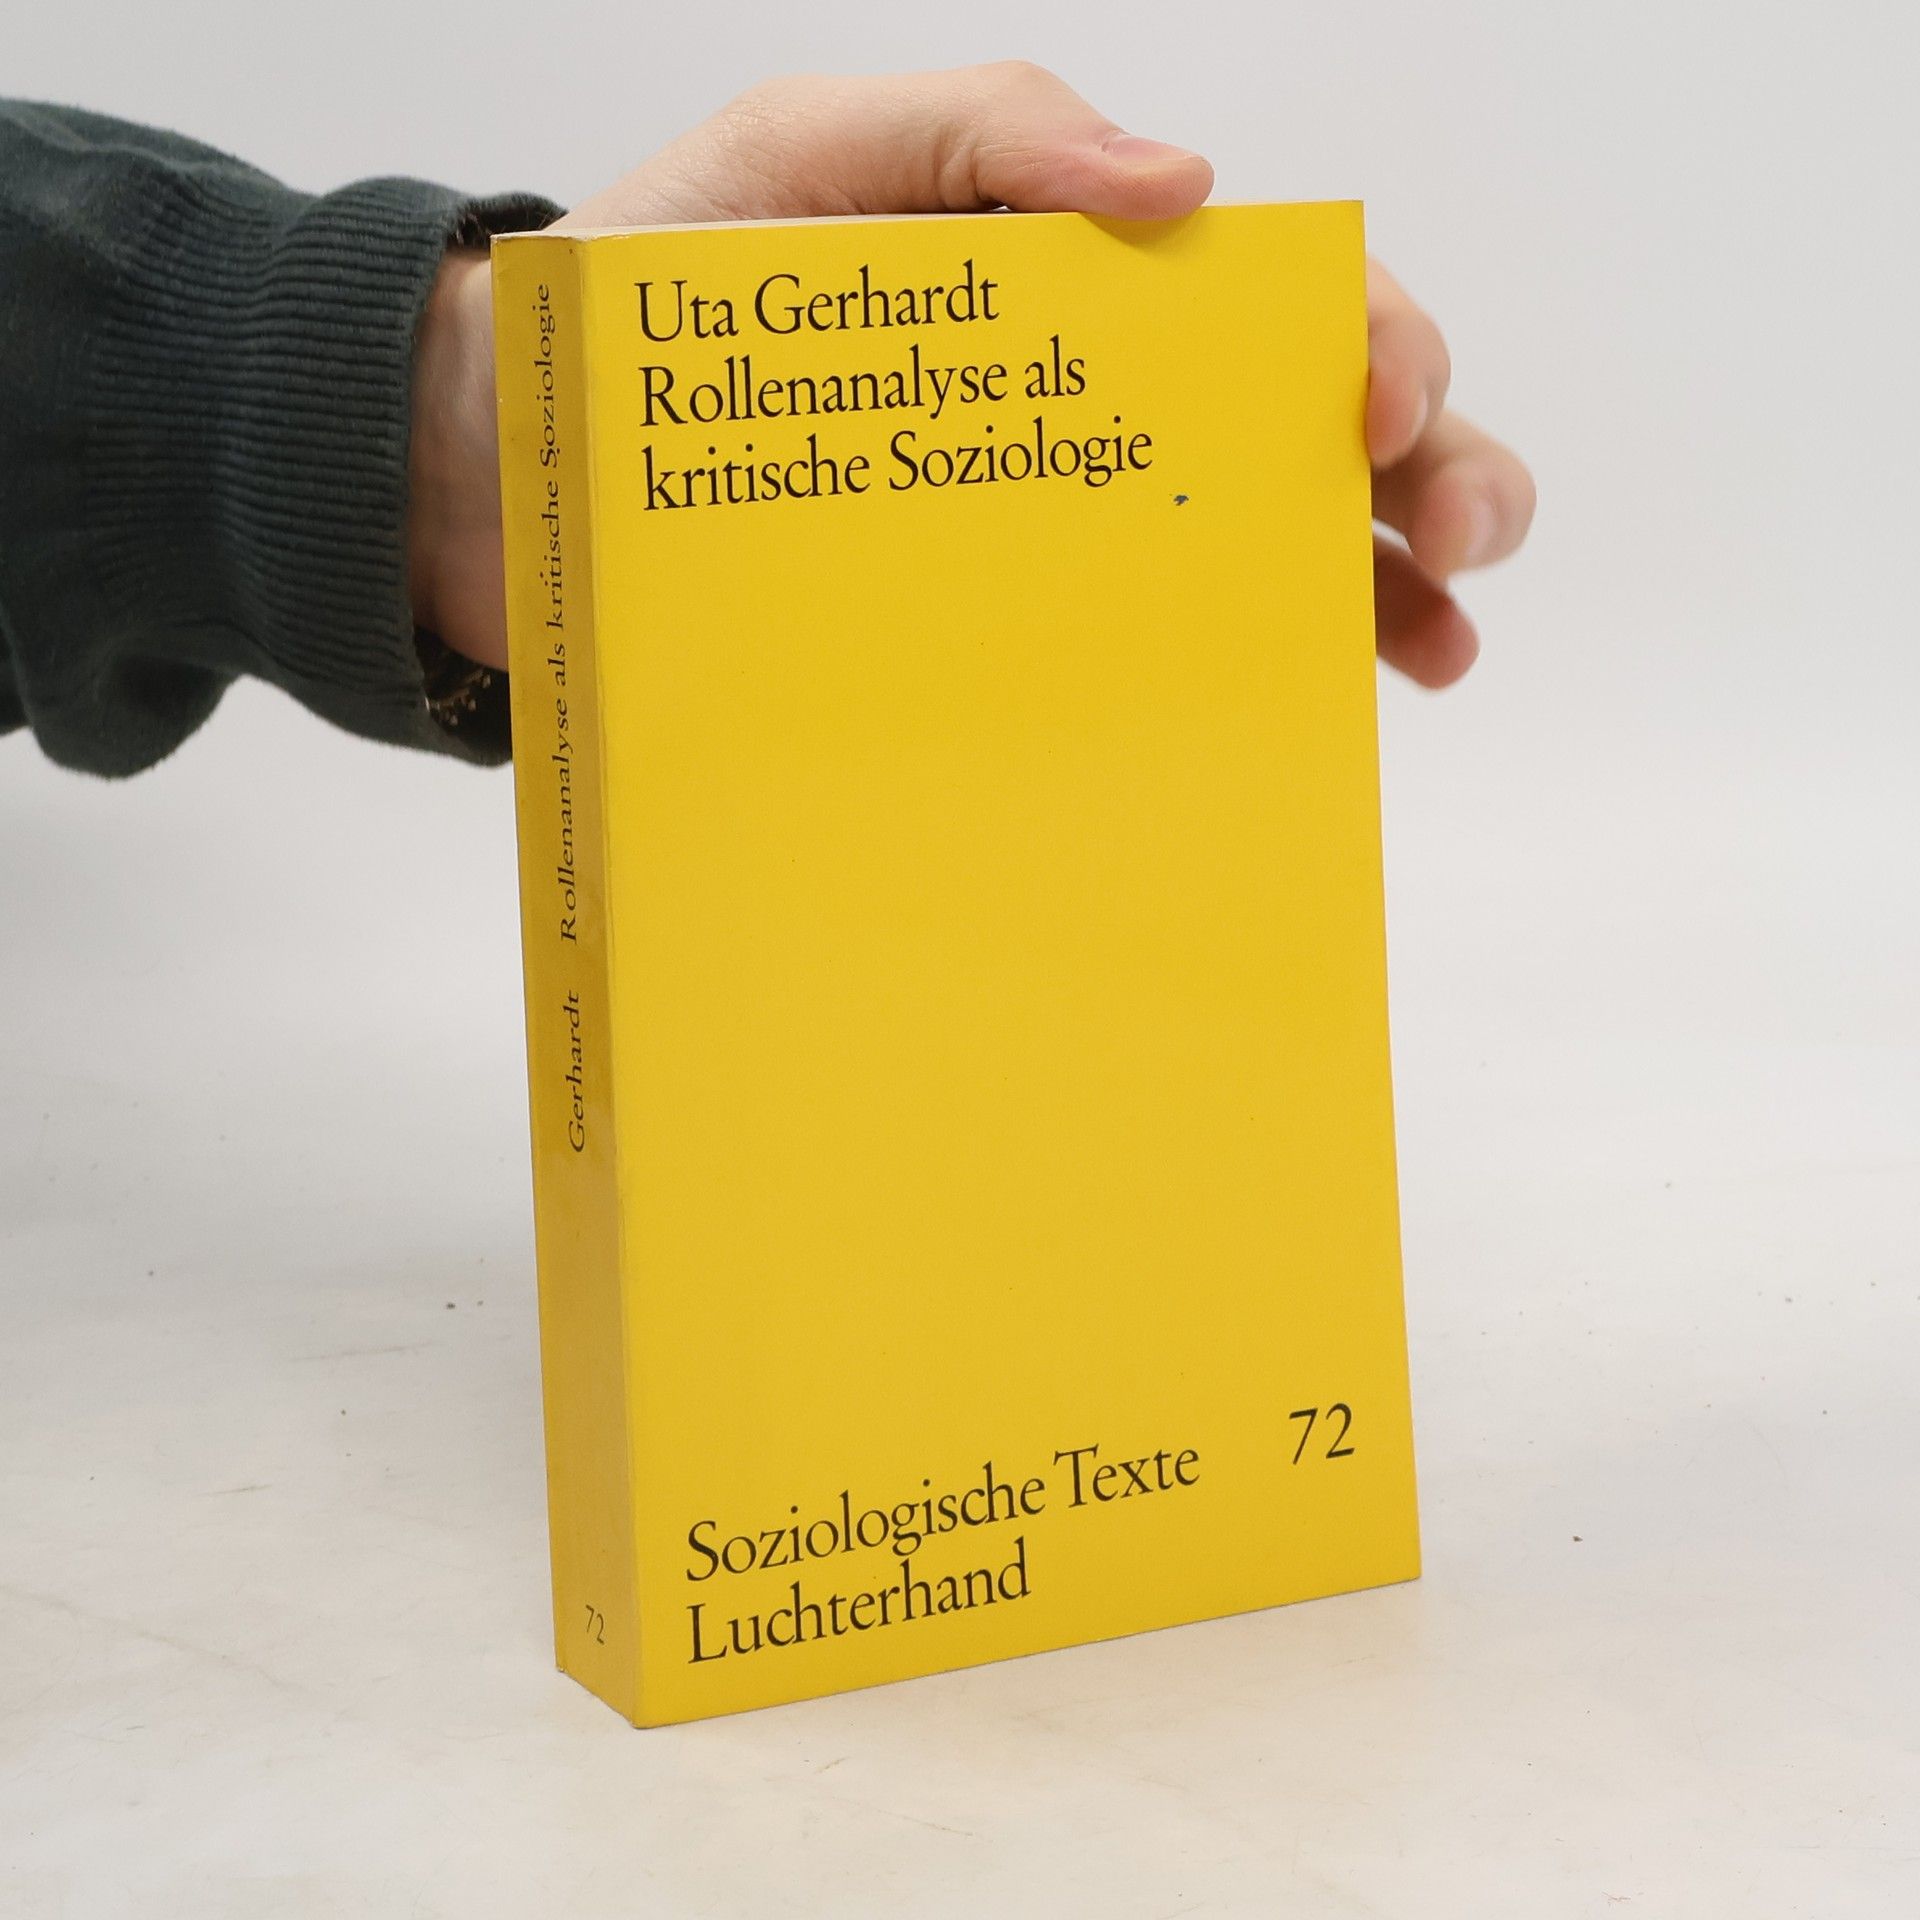 Uta Gerhardt
Rollenanalyse als
kritische Soziologie
Soziologische Texte 72
Luchterhand
Gerhardt Rollenanalyse als kritische Soziologie
72